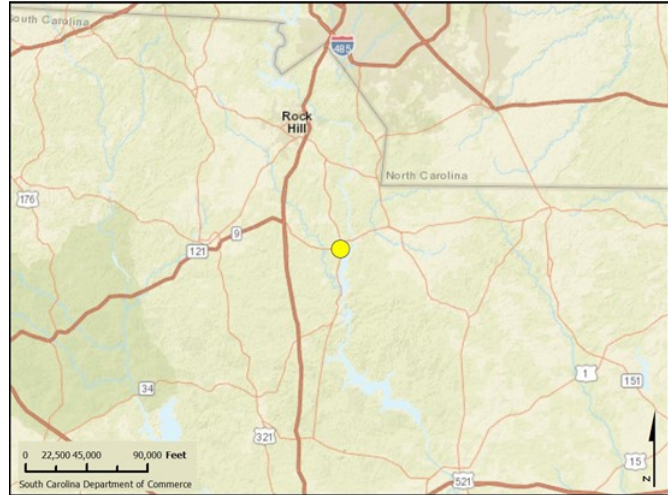 South Carolina
485
Rock
Hill
North Carolina
176
9
121
1
151
34
321
15
521
0 22,500 45,000 90,000 Feet
South Carolina Department of Commerce
N